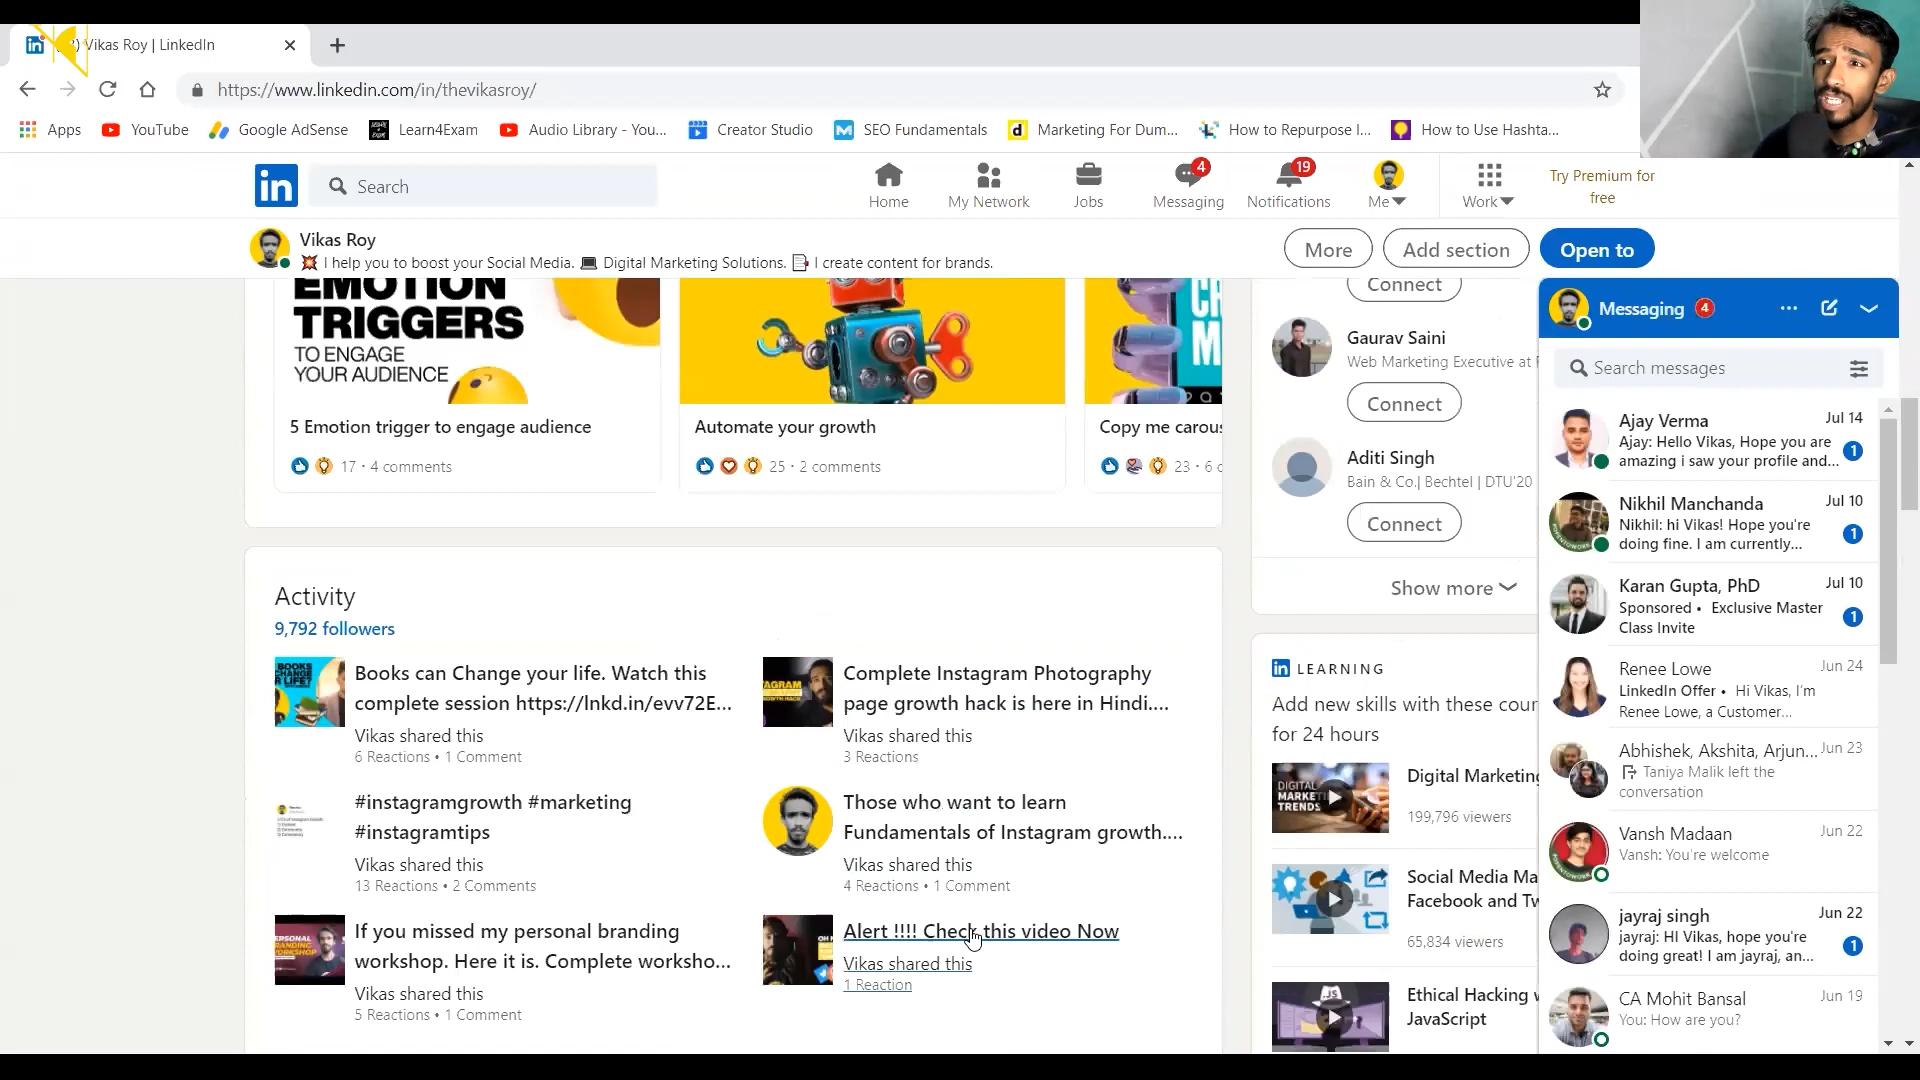 Vikas Roy | LinkedIn
https://www.linkedin.com/in/thevikasroy/
Apps
YouTube
Google AdSense
Learn4Exam
Audio Library - You...
Creator Studio
SEO Fundamentals
Marketing For Dum...
How to Repurpose I...
How to Use Hashta...
in
Search
Home
My Network
Jobs
4
Messaging
19
Notifications
Me
Work
Try Premium for
free
Vikas Roy
💥 I help you to boost your Social Media. 💻 Digital Marketing Solutions. 📑 I create content for brands.
More
Add section
Open to
EMOTION
TRIGGERS
TO ENGAGE
YOUR AUDIENCE
5 Emotion trigger to engage audience
17 · 4 comments
Automate your growth
25 · 2 comments
Copy me carous
23 · 6 c
Activity
9,792 followers
Books can Change your life. Watch this
complete session https://lnkd.in/evv72E...
Vikas shared this
6 Reactions • 1 Comment
Complete Instagram Photography
page growth hack is here in Hindi....
Vikas shared this
3 Reactions
#instagramgrowth #marketing
#instagramtips
Vikas shared this
13 Reactions • 2 Comments
Those who want to learn
Fundamentals of Instagram growth....
Vikas shared this
4 Reactions • 1 Comment
If you missed my personal branding
workshop. Here it is. Complete worksho...
Vikas shared this
5 Reactions • 1 Comment
Alert !!!! Check this video Now
Vikas shared this
1 Reaction
Connect
Gaurav Saini
Web Marketing Executive at
Connect
Aditi Singh
Bain & Co.| Bechtel | DTU'20
Connect
Show more
in LEARNING
Add new skills with these cour
for 24 hours
DIGITAL
MARKET
TRENDS
Digital Marketing
199,796 viewers
Social Media Ma
Facebook and Tw
65,834 viewers
JS
Ethical Hacking
JavaScript
Messaging 4
Search messages
Ajay Verma
Jul 14
Ajay: Hello Vikas, Hope you are
amazing i saw your profile and...
1
Nikhil Manchanda
Jul 10
Nikhil: hi Vikas! Hope you're
doing fine. I am currently...
1
Karan Gupta, PhD
Jul 10
Sponsored • Exclusive Master
Class Invite
1
Renee Lowe
Jun 24
LinkedIn Offer • Hi Vikas, I'm
Renee Lowe, a Customer...
Abhishek, Akshita, Arjun...
Jun 23
Taniya Malik left the
conversation
Vansh Madaan
Jun 22
Vansh: You're welcome
jayraj singh
Jun 22
jayraj: HI Vikas, hope you're
doing great! I am jayraj, an...
1
CA Mohit Bansal
Jun 19
You: How are you?